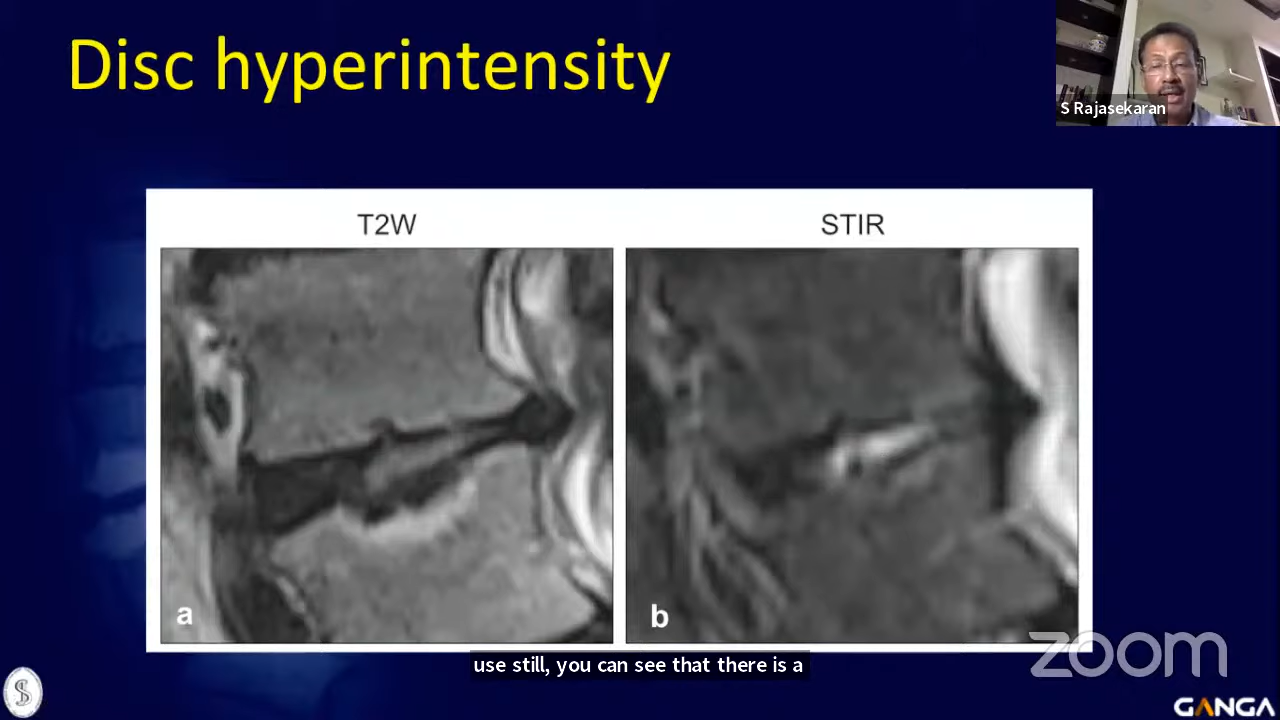 Disc hyperintensity
S Rajasekaran
T2W
STIR
a
b
use still, you can see that there is a
zoom
GANGA